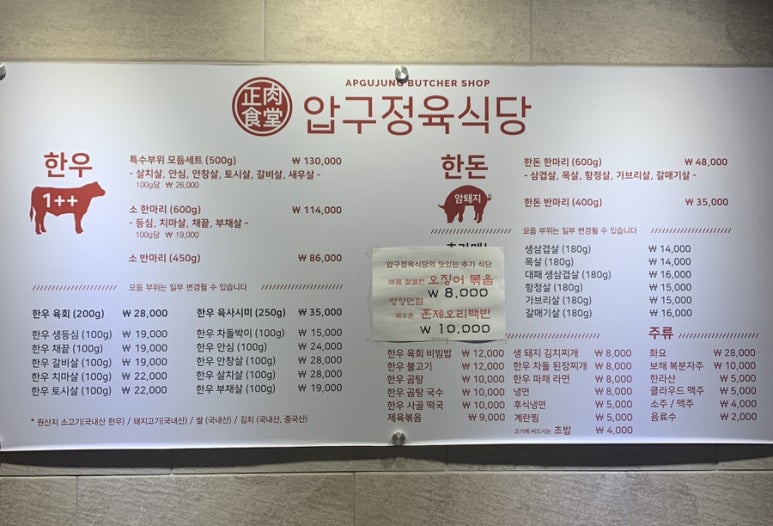 APGUJUNG BUTCHER SHOP
正肉
食堂
압구정육식당
한우
1++
특수부위 모듬세트 (500g) ₩ 130,000
- 살치살, 안심, 안창살, 토시살, 갈비살, 새우살 -
100g당 ₩ 26,000
소 한마리 (600g) ₩ 114,000
- 등심, 치마살, 채끝, 부채살 -
100g당 ₩ 19,000
소 반마리 (450g) ₩ 86,000
모듬 부위는 일부 변경될 수 있습니다
한우 육회 (200g) ₩ 28,000
한우 생등심 (100g) ₩ 19,000
한우 채끝 (100g) ₩ 19,000
한우 갈비살 (100g) ₩ 19,000
한우 치마살 (100g) ₩ 22,000
한우 토시살 (100g) ₩ 22,000
한우 육사시미 (250g) ₩ 35,000
한우 차돌박이 (100g) ₩ 15,000
한우 안심 (100g) ₩ 24,000
한우 안창살 (100g) ₩ 28,000
한우 살치살 (100g) ₩ 28,000
한우 부채살 (100g) ₩ 19,000
* 원산지 소고기(국내산 한우) / 돼지고기(국내산) / 쌀 (국내산) / 김치 (국내산, 중국산)
한돈
암퇘지
한돈 한마리 (600g) ₩ 48,000
- 삼겹살, 목살, 항정살, 가브리살, 갈매기살 -
한돈 반마리 (400g) ₩ 35,000
모듬 부위는 일부 변경될 수 있습니다
생삼겹살 (180g) ₩ 14,000
목살 (180g) ₩ 14,000
대패 생삼겹살 (180g) ₩ 16,000
항정살 (180g) ₩ 15,000
가브리살 (180g) ₩ 15,000
갈매기살 (180g) ₩ 16,000
압구정육식당의 맛있는 추가 식단
매콤 칼칼한 오징어 볶음
₩ 8,000
영양만점
훈제오리백반
₩ 10,000
한우 육회 비빔밥 ₩ 12,000
한우 불고기 ₩ 12,000
한우 곰탕 ₩ 10,000
한우 곰탕 국수 ₩ 10,000
한우 사골 떡국 ₩ 10,000
제육볶음 ₩ 9,000
생 돼지 김치찌개 ₩ 8,000
한우 차돌 된장찌개 ₩ 8,000
한우 파채 라면 ₩ 8,000
냉면 ₩ 8,000
후식냉면 ₩ 5,000
계란찜 ₩ 5,000
고기에 싸드시는 초밥 ₩ 4,000
주류
화요 ₩ 28,000
보해 복분자주 ₩ 10,000
한라산 ₩ 5,000
클라우드 맥주 ₩ 5,000
소주 / 맥주 ₩ 4,000
음료수 ₩ 2,000